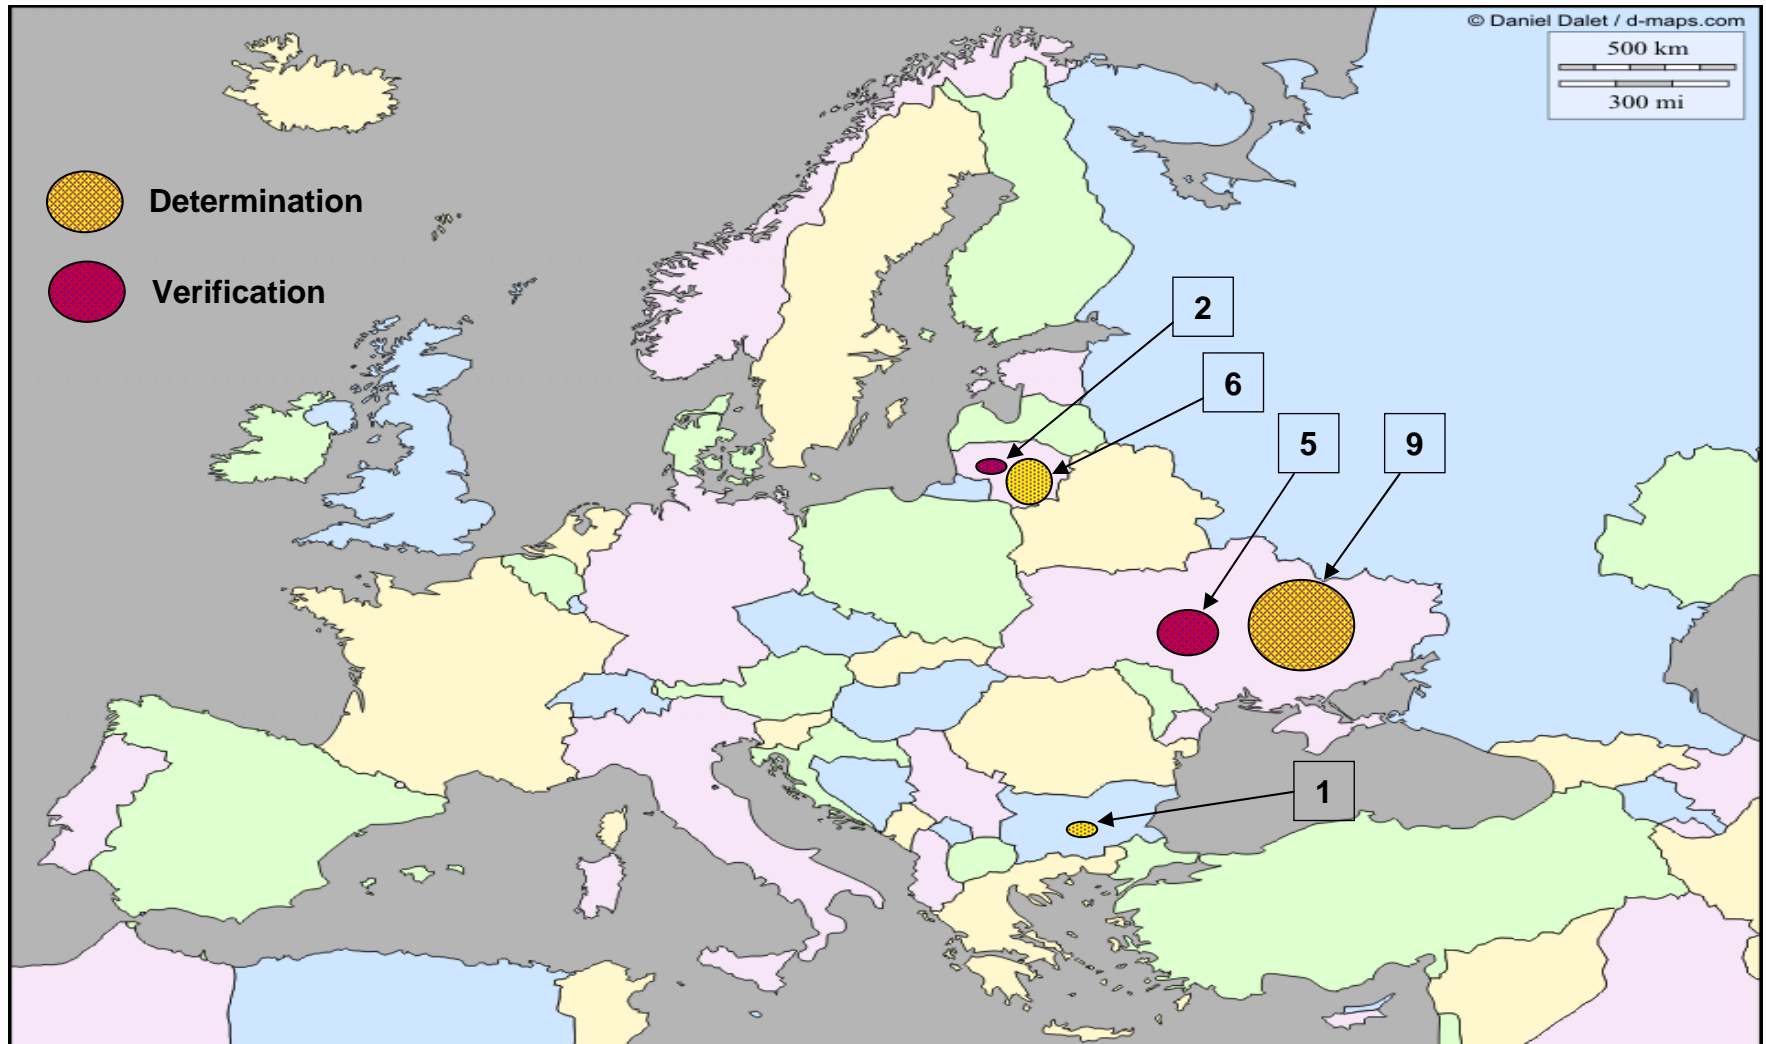 © Daniel Dalet / d-maps.com
500 km
300 mi
Determination
Verification
2
6
5
9
1